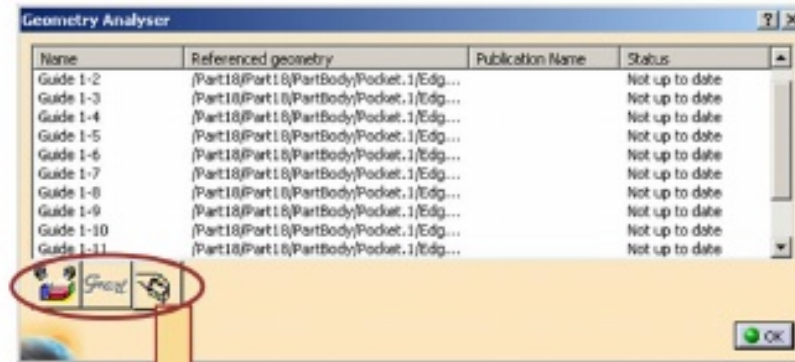 Geometry Analyser
Name Referenced geometry Publication Name Status
Guide 1-2 /Part18/Part18/PartBody/Pocket.1/Edg... Not up to date
Guide 1-3 /Part18/Part18/PartBody/Pocket.1/Edg... Not up to date
Guide 1-4 /Part18/Part18/PartBody/Pocket.1/Edg... Not up to date
Guide 1-5 /Part18/Part18/PartBody/Pocket.1/Edg... Not up to date
Guide 1-6 /Part18/Part18/PartBody/Pocket.1/Edg... Not up to date
Guide 1-7 /Part18/Part18/PartBody/Pocket.1/Edg... Not up to date
Guide 1-8 /Part18/Part18/PartBody/Pocket.1/Edg... Not up to date
Guide 1-9 /Part18/Part18/PartBody/Pocket.1/Edg... Not up to date
Guide 1-10 /Part18/Part18/PartBody/Pocket.1/Edg... Not up to date
Guide 1-11 /Part18/Part18/PartBody/Pocket.1/Edg... Not up to date
Smart
OK